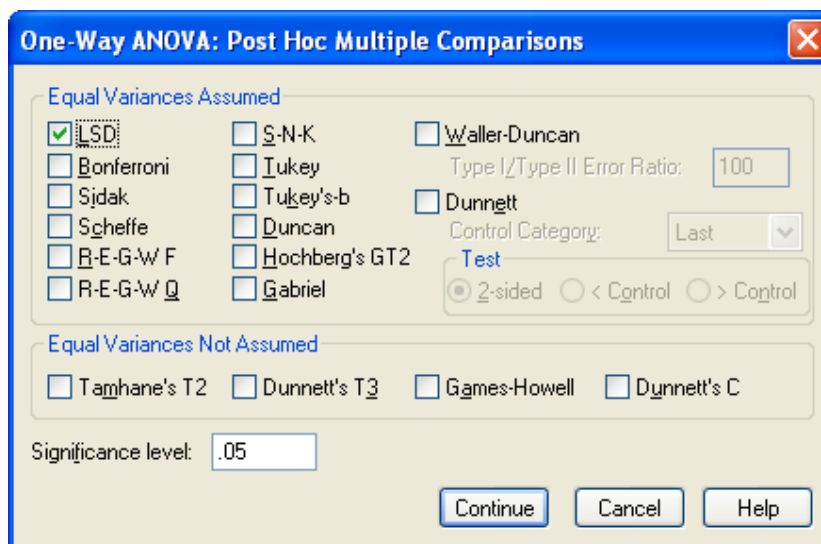 One-Way ANOVA: Post Hoc Multiple Comparisons
Equal Variances Assumed
LSD
Bonferroni
Sidak
Scheffe
R-E-G-W F
R-E-G-W Q
S-N-K
Tukey
Tukey's-b
Duncan
Hochberg's GT2
Gabriel
Waller-Duncan
Type I/Type II Error Ratio: 100
Dunnett
Control Category: Last
Test
2-sided < Control > Control
Equal Variances Not Assumed
Tamhane's T2 Dunnett's T3 Games-Howell Dunnett's C
Significance level: .05
Continue Cancel Help